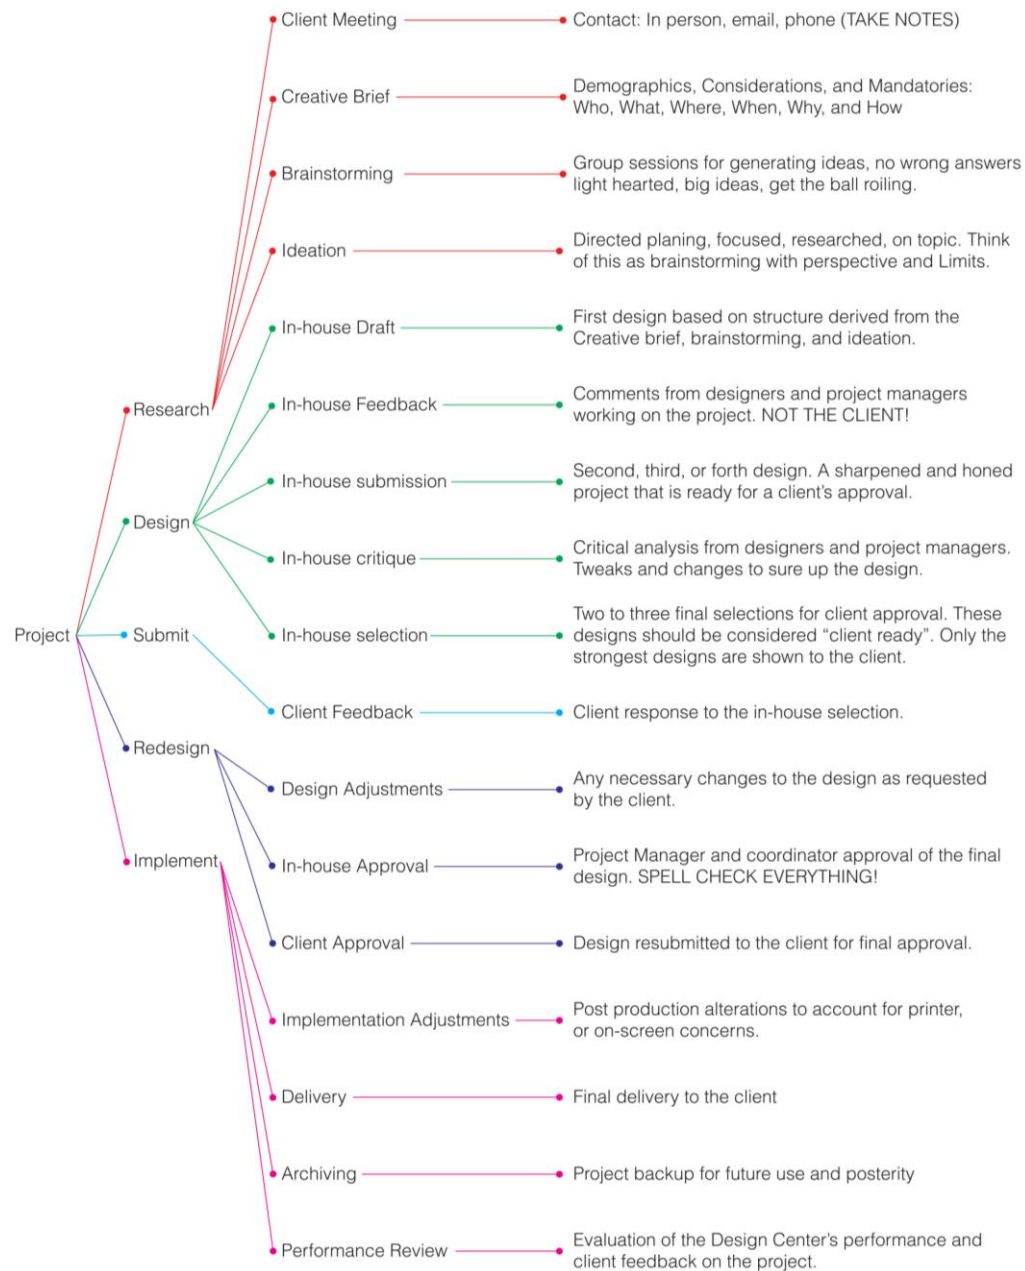 Client Meeting
Contact: In person, email, phone (TAKE NOTES)
Creative Brief
Demographics, Considerations, and Mandatories:
Who, What, Where, When, Why, and How
Brainstorming
Group sessions for generating ideas, no wrong answers
light hearted, big ideas, get the ball roiling.
Ideation
Directed planing, focused, researched, on topic. Think
of this as brainstorming with perspective and Limits.
In-house Draft
First design based on structure derived from the
Creative brief, brainstorming, and ideation.
Research
In-house Feedback
Comments from designers and project managers
working on the project. NOT THE CLIENT!
In-house submission
Second, third, or forth design. A sharpened and honed
project that is ready for a client's approval.
Design
In-house critique
Critical analysis from designers and project managers.
Tweaks and changes to sure up the design.
Project
Submit
In-house selection
Two to three final selections for client approval. These
designs should be considered “client ready”. Only the
strongest designs are shown to the client.
Client Feedback
Client response to the in-house selection.
Redesign
Design Adjustments
Any necessary changes to the design as requested
by the client.
Implement
In-house Approval
Project Manager and coordinator approval of the final
design. SPELL CHECK EVERYTHING!
Client Approval
Design resubmitted to the client for final approval.
Implementation Adjustments
Post production alterations to account for printer,
or on-screen concerns.
Delivery
Final delivery to the client
Archiving
Project backup for future use and posterity
Performance Review
Evaluation of the Design Center's performance and
client feedback on the project.